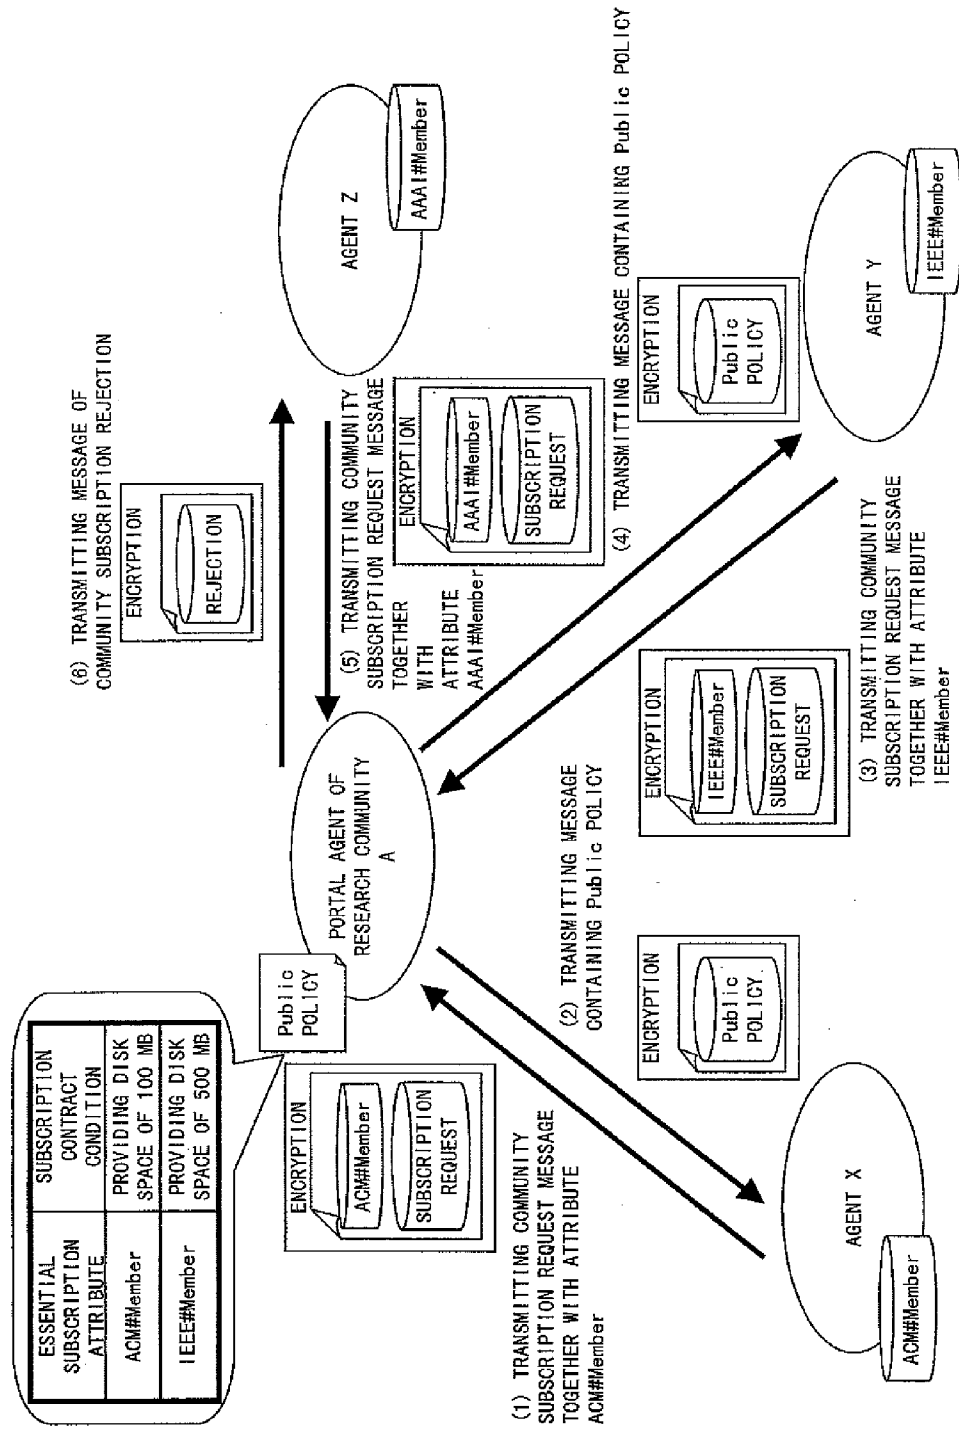 ESSENTIAL
SUBSCRIPTION
ATTRIBUTE
SUBSCRIPTION
CONTRACT
CONDITION
ACM#Member
PROVIDING DISK
SPACE OF 100 MB
IEEE#Member
PROVIDING DISK
SPACE OF 500 MB
Public
POLICY
PORTAL AGENT OF
RESEARCH COMMUNITY
A
(1) TRANSMITTING COMMUNITY
SUBSCRIPTION REQUEST MESSAGE
TOGETHER WITH ATTRIBUTE
ACM#Member
ENCRYPTION
ACM#Member
SUBSCRIPTION
REQUEST
(2) TRANSMITTING MESSAGE
CONTAINING Public POLICY
ENCRYPTION
Public
POLICY
AGENT X
ACM#Member
(3) TRANSMITTING COMMUNITY
SUBSCRIPTION REQUEST MESSAGE
TOGETHER WITH ATTRIBUTE
IEEE#Member
ENCRYPTION
IEEE#Member
SUBSCRIPTION
REQUEST
(4) TRANSMITTING MESSAGE CONTAINING Public POLICY
ENCRYPTION
Public
POLICY
AGENT Y
IEEE#Member
(5) TRANSMITTING COMMUNITY
SUBSCRIPTION REQUEST MESSAGE
TOGETHER
WITH
ATTRIBUTE
AAAI#Member
ENCRYPTION
AAAI#Member
SUBSCRIPTION
REQUEST
(6) TRANSMITTING MESSAGE OF
COMMUNITY SUBSCRIPTION REJECTION
ENCRYPTION
REJECTION
AGENT Z
AAAI#Member